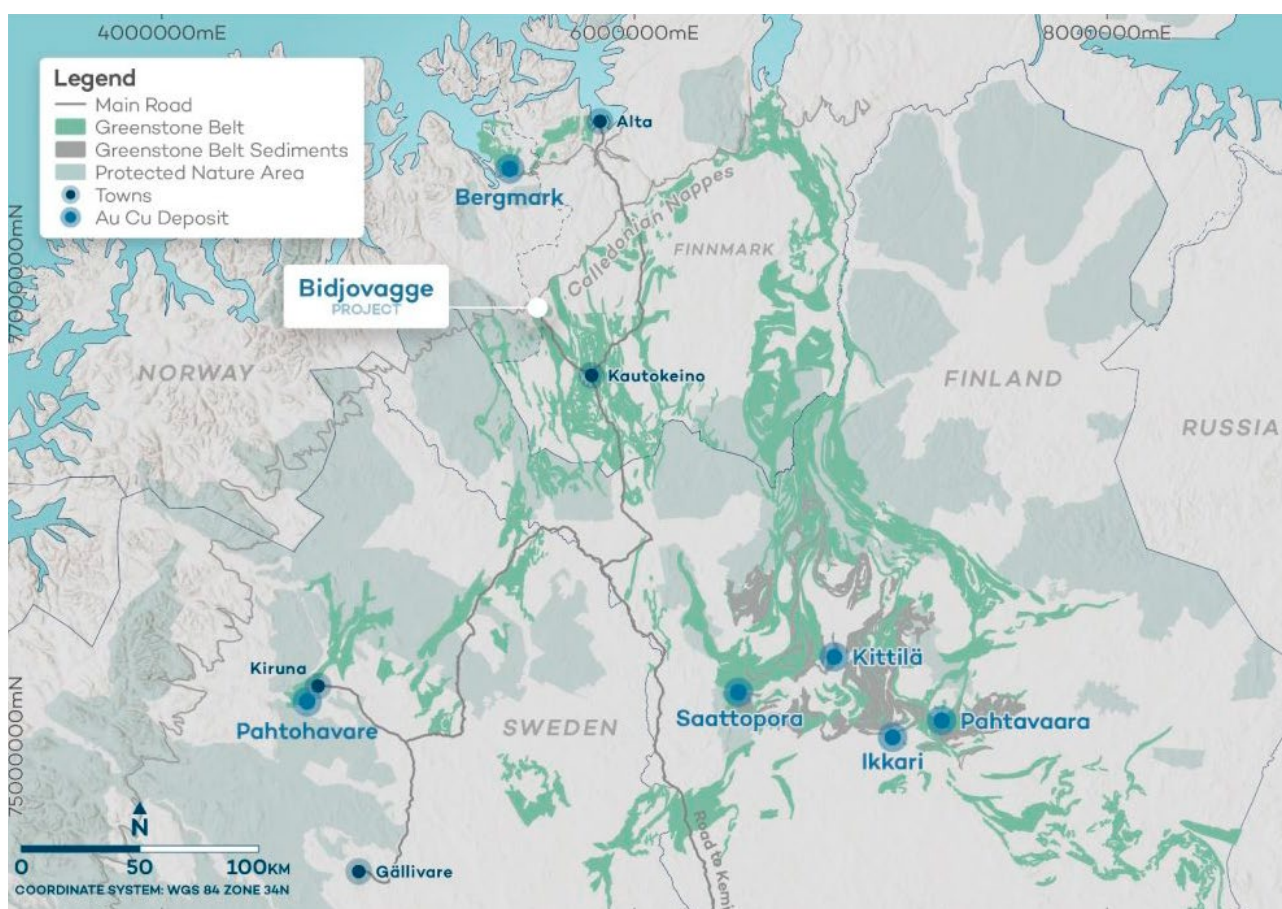 4000000mE
6000000mE
8000000mE
Legend
Main Road
Greenstone Belt
Greenstone Belt Sediments
Protected Nature Area
Towns
Au Cu Deposit
Alta
Bergmark
Calledonian Nappes
FINNMARK
7700000mN
Bidjovagge
PROJECT
NORWAY
Kautokeino
FINLAND
RUSSIA
Kiruna
Pahtohavare
SWEDEN
Kittilä
Saattopora
Pahtavaara
Ikkari
7500000mN
N
0 50 100KM
COORDINATE SYSTEM: WGS 84 ZONE 34N
Gällivare
Road to Kemi